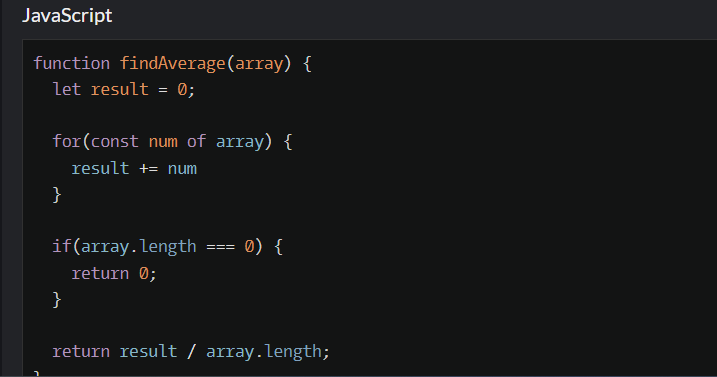 JavaScript
function findAverage(array) {
  let result = 0;

  for(const num of array) {
    result += num
  }

  if(array.length === 0) {
    return 0;
  }

  return result / array.length;
}